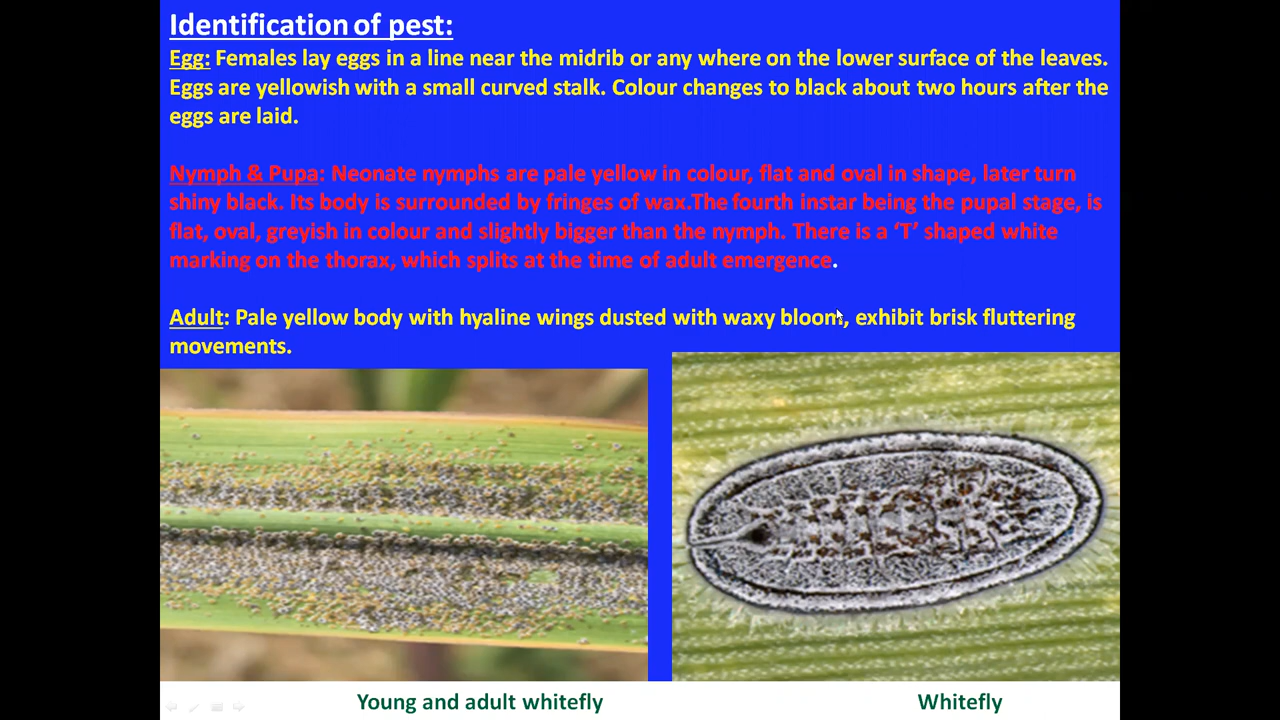 Identification of pest:
Egg: Females lay eggs in a line near the midrib or any where on the lower surface of the leaves.
Eggs are yellowish with a small curved stalk. Colour changes to black about two hours after the
eggs are laid.
Nymph & Pupa: Neonate nymphs are pale yellow in colour, flat and oval in shape, later turn
shiny black. Its body is surrounded by fringes of wax.The fourth instar being the pupal stage, is
flat, oval, greyish in colour and slightly bigger than the nymph. There is a ‘T’ shaped white
marking on the thorax, which splits at the time of adult emergence.
Adult: Pale yellow body with hyaline wings dusted with waxy bloom, exhibit brisk fluttering
movements.
Young and adult whitefly
Whitefly